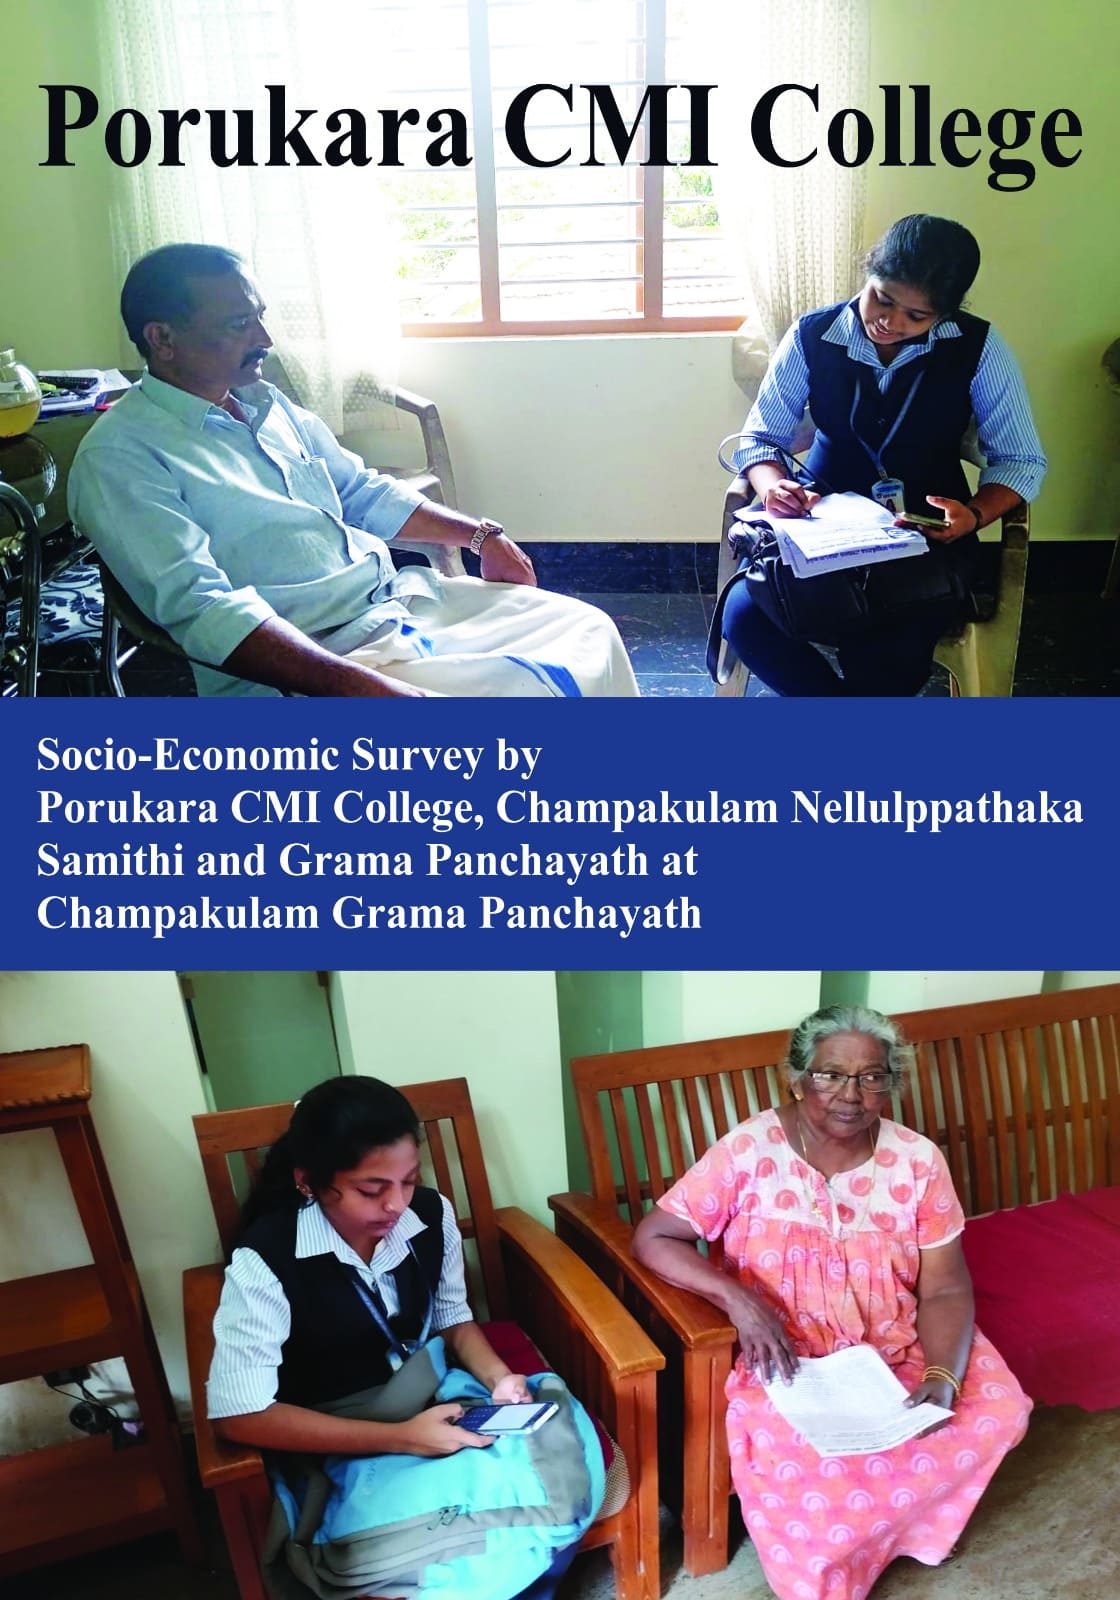 Porukara CMI College
Socio-Economic Survey by
Porukara CMI College, Champakulam Nellulppathaka
Samithi and Grama Panchayath at
Champakulam Grama Panchayath